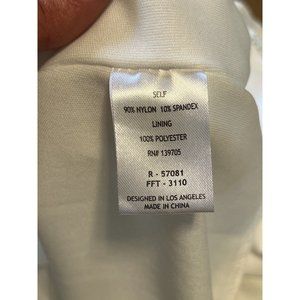 SELF
90% NYLON 10% SPANDEX
LINING
100% POLYESTER
RN# 139705
R - 57081
FFT - 3110
DESIGNED IN LOS ANGELES
MADE IN CHINA